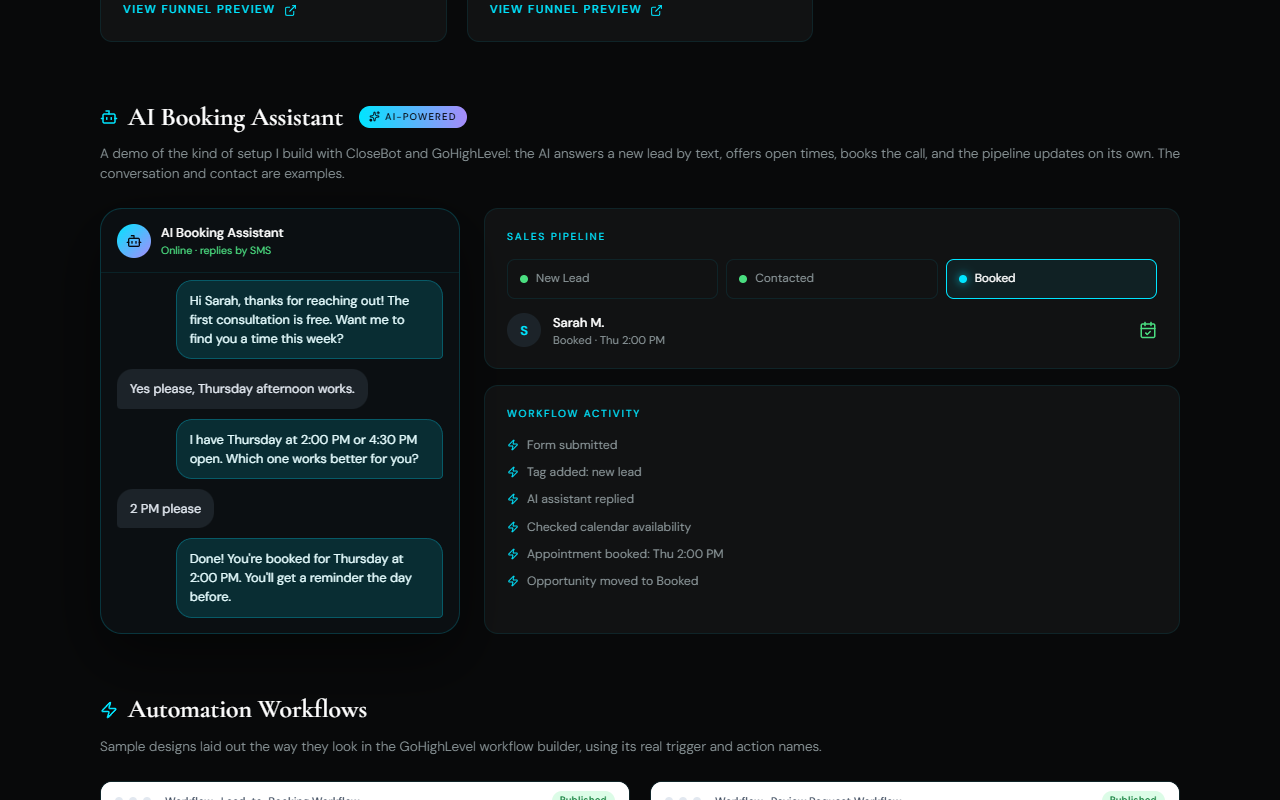 VIEW FUNNEL PREVIEW
VIEW FUNNEL PREVIEW
AI Booking Assistant
AI-POWERED
A demo of the kind of setup I build with CloseBot and GoHighLevel: the AI answers a new lead by text, offers open times, books the call, and the pipeline updates on its own. The
conversation and contact are examples.
AI Booking Assistant
Online · replies by SMS
Hi Sarah, thanks for reaching out! The
first consultation is free. Want me to
find you a time this week?
Yes please, Thursday afternoon works.
I have Thursday at 2:00 PM or 4:30 PM
open. Which one works better for you?
2 PM please
Done! You're booked for Thursday at
2:00 PM. You'll get a reminder the day
before.
SALES PIPELINE
New Lead
Contacted
Booked
S
Sarah M.
Booked · Thu 2:00 PM
WORKFLOW ACTIVITY
Form submitted
Tag added: new lead
AI assistant replied
Checked calendar availability
Appointment booked: Thu 2:00 PM
Opportunity moved to Booked
Automation Workflows
Sample designs laid out the way they look in the GoHighLevel workflow builder, using its real trigger and action names.
Published
Published